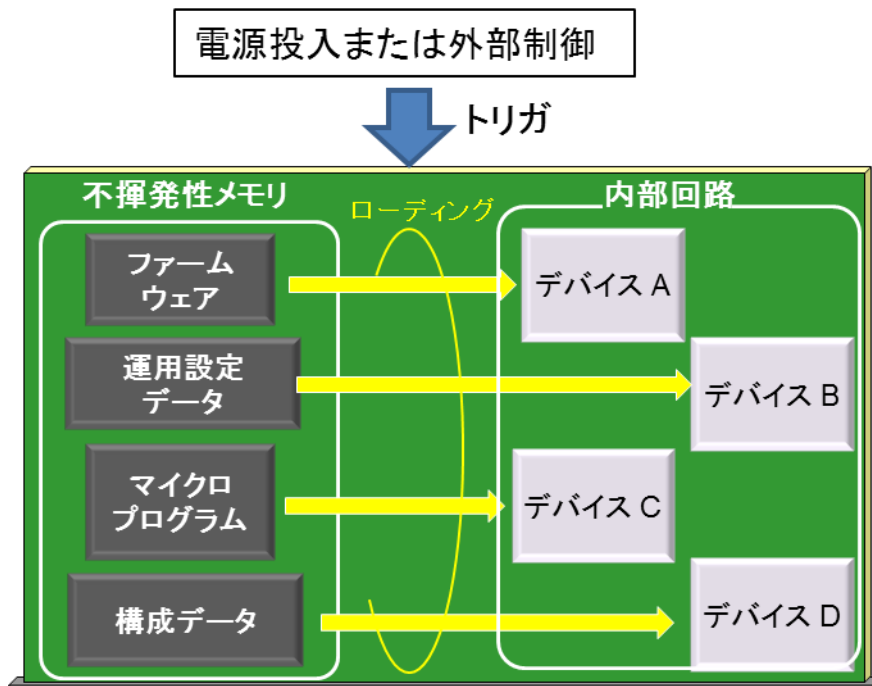 電源投入または外部制御
トリガ
不揮発性メモリ
ローディング
内部回路
ファーム
ウェア
デバイス A
運用設定
データ
デバイス B
マイクロ
プログラム
デバイス C
構成データ
デバイス D